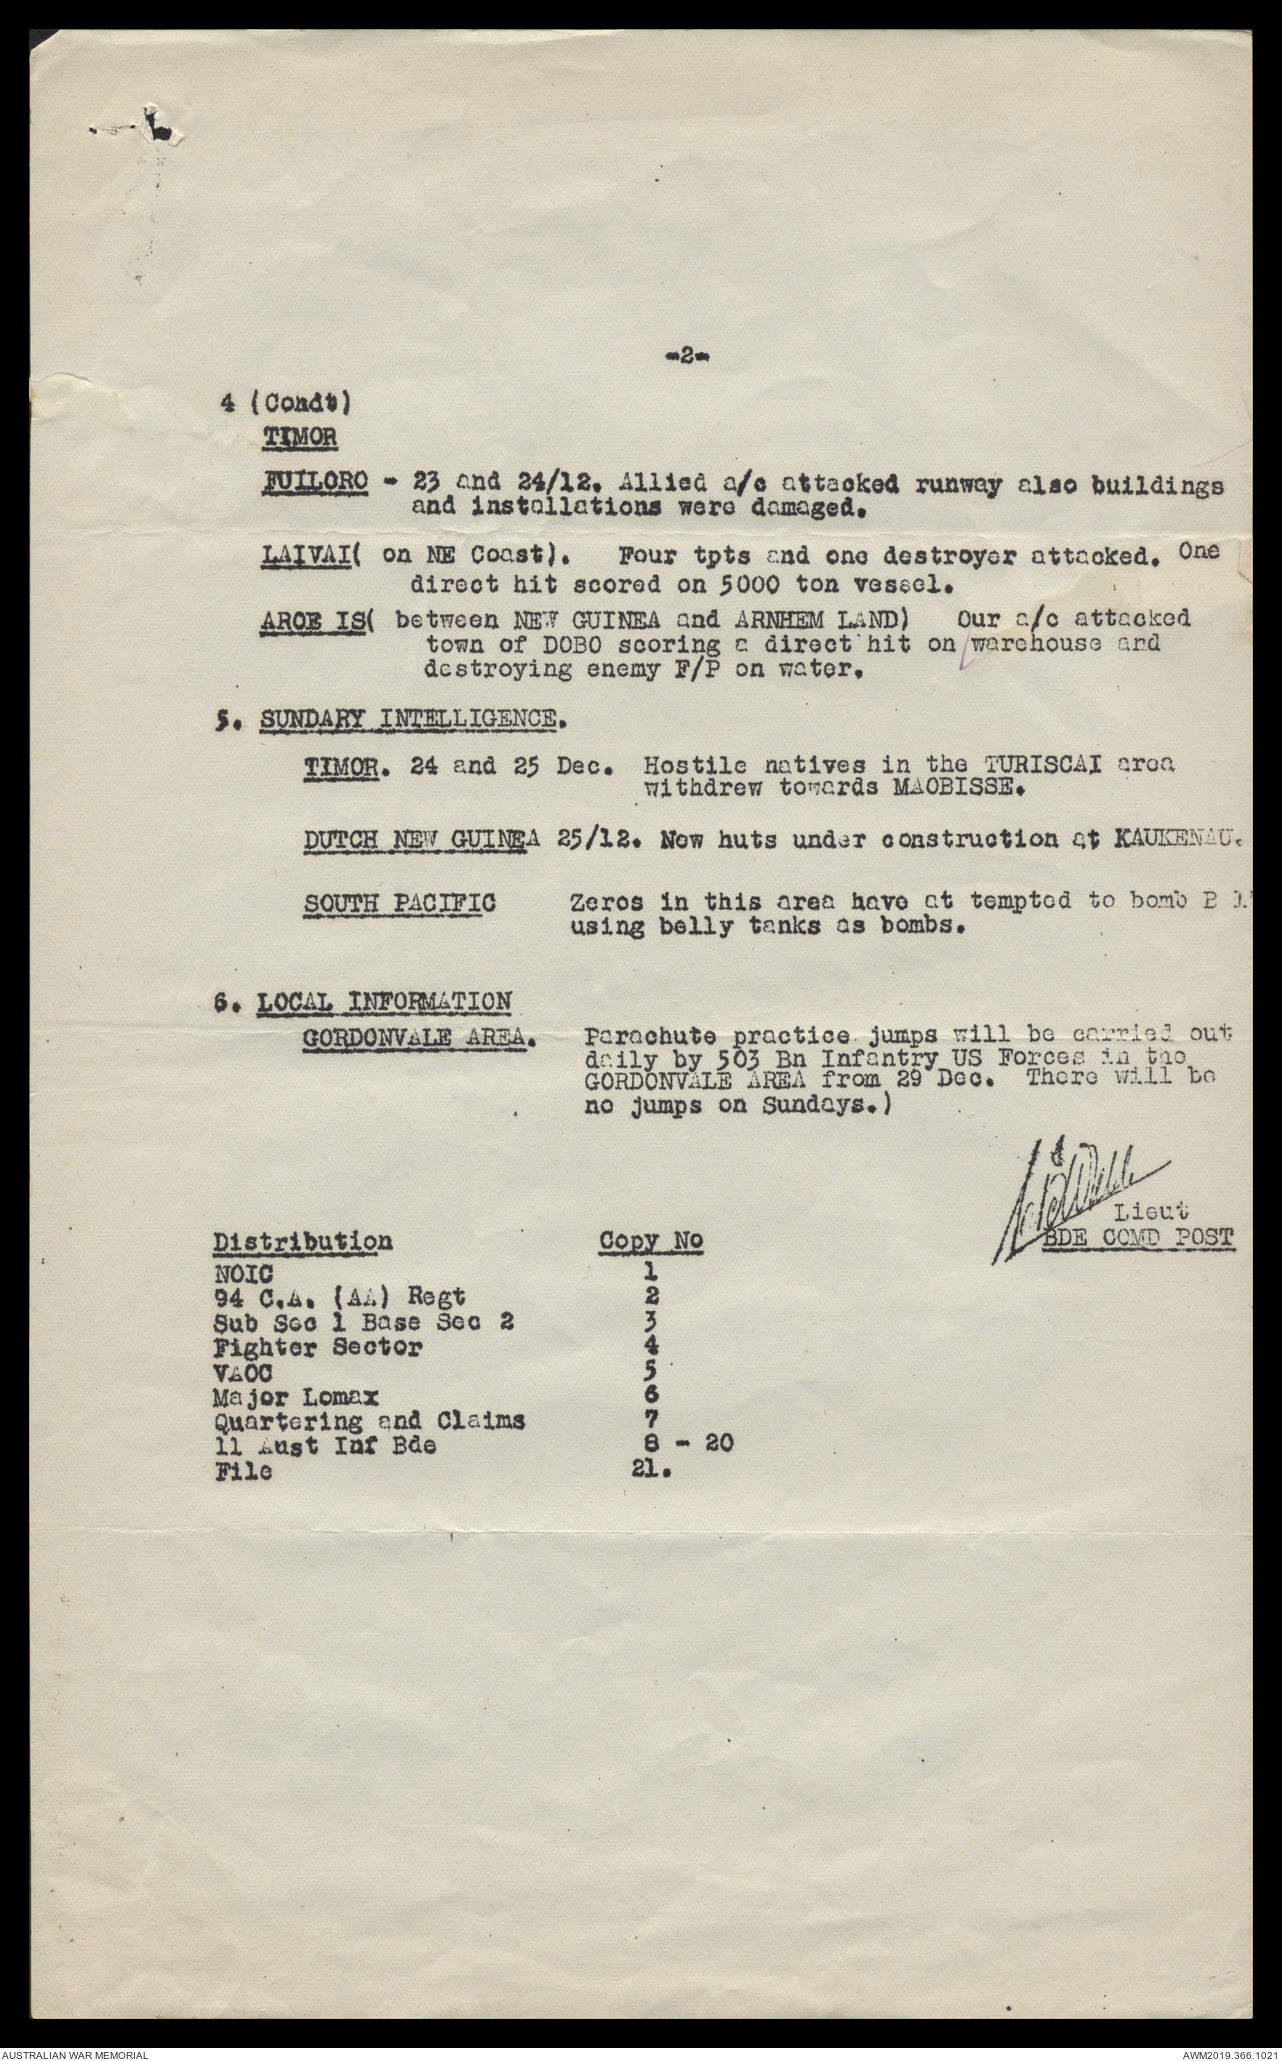 -2-
4 (Condt)
TIMOR
FUILORO - 23 and 24/12. Allied a/c attacked runway also buildings
and installations were damaged.
LAIVAI( on NE Coast). Four tpts and one destroyer attacked. One
direct hit scored on 5000 ton vessel.
AROE IS( between NEW GUINEA and ARNHEM LAND) Our a/c attacked
town of DOBO scoring a direct hit on warehouse and
destroying enemy F/P on water.
5. SUNDARY INTELLIGENCE.
TIMOR. 24 and 25 Dec. Hostile natives in the TURISCAI area
withdrew towards MAOBISSE.
DUTCH NEW GUINEA 25/12. New huts under construction at KAUKENAU.
SOUTH PACIFIC Zeros in this area have at tempted to bomb B
using belly tanks as bombs.
6. LOCAL INFORMATION
GORDONVALE AREA. Parachute practice jumps will be carried out
daily by 503 Bn Infantry US Forces in the
GORDONVALE AREA from 29 Dec. There will be
no jumps on Sundays.)
Lieut
BDE COMD POST
Distribution Copy No
NOIC 1
94 C.A. (AA) Regt 2
Sub Sec 1 Base Sec 2 3
Fighter Sector 4
VAOC 5
Major Lomax 6
Quartering and Claims 7
11 Aust Inf Bde 8 - 20
File 21.
AUSTRALIAN WAR MEMORIAL
AWM2019.366.1021